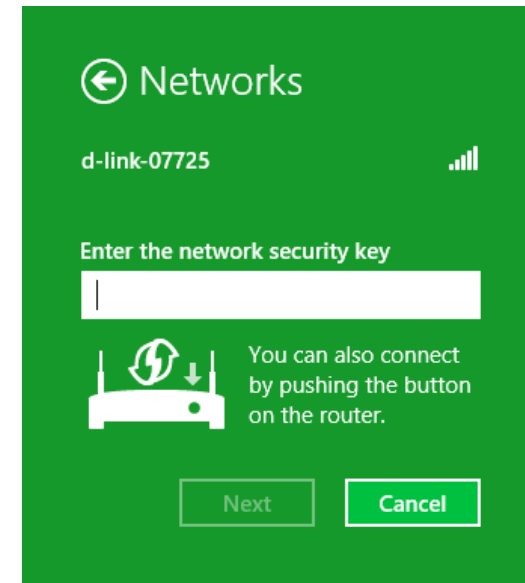 Networks
d-link-07725
Enter the network security key
You can also connect
by pushing the button
on the router.
Next
Cancel